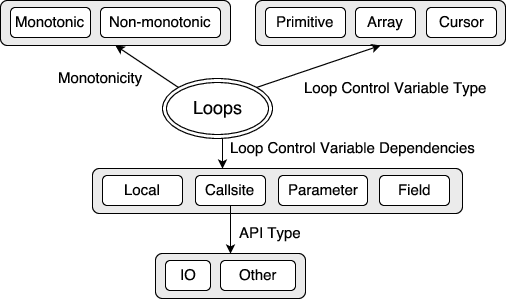 Monotonic Non-monotonic Primitive Array Cursor
Monotonicity
Loop Control Variable Type
Loops
Loop Control Variable Dependencies
Local Callsite Parameter Field
API Type
IO Other